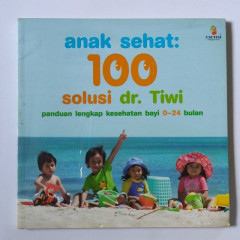 anak sehat:
100
solusi dr. Tiwi
panduan lengkap kesehatan bayi 0-24 bulan